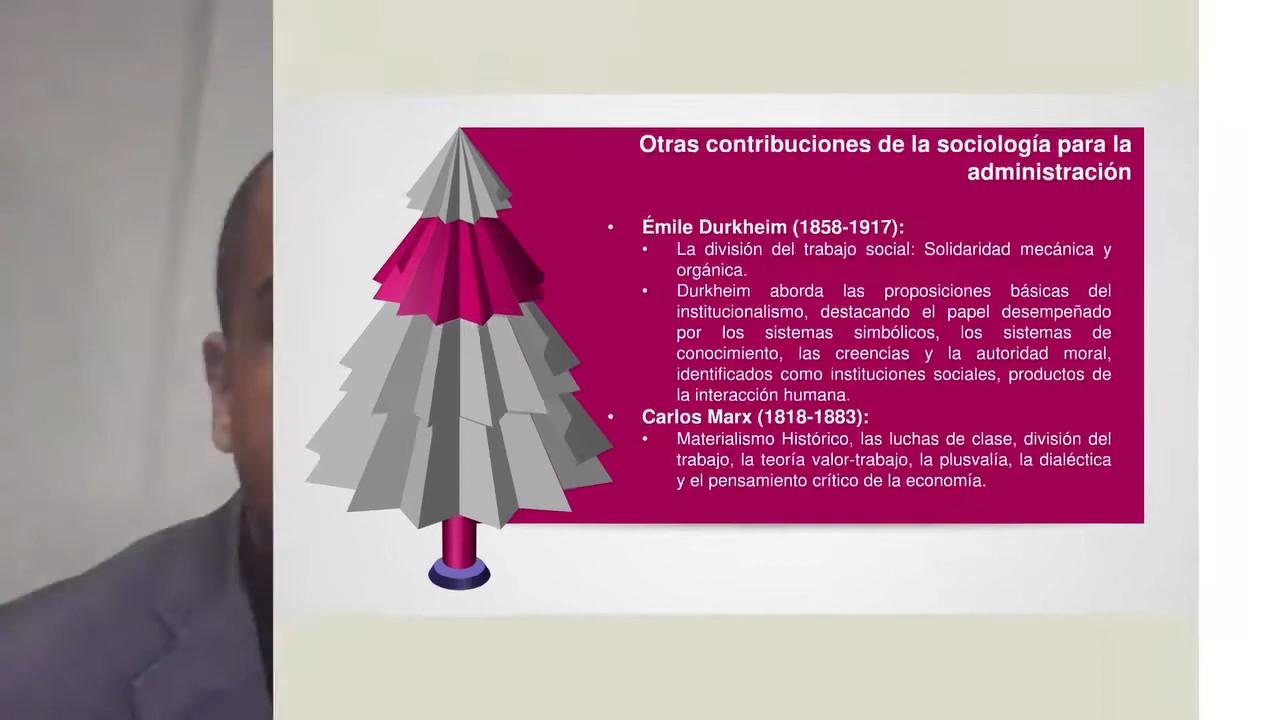 Otras contribuciones de la sociología para la
administración
• Émile Durkheim (1858-1917):
• La división del trabajo social: Solidaridad mecánica y
orgánica.
• Durkheim aborda las proposiciones básicas del
institucionalismo, destacando el papel desempeñado
por los sistemas simbólicos, los sistemas de
conocimiento, las creencias y la autoridad moral,
identificados como instituciones sociales, productos de
la interacción humana.
• Carlos Marx (1818-1883):
• Materialismo Histórico, las luchas de clase, división del
trabajo, la teoría valor-trabajo, la plusvalía, la dialéctica
y el pensamiento crítico de la economía.